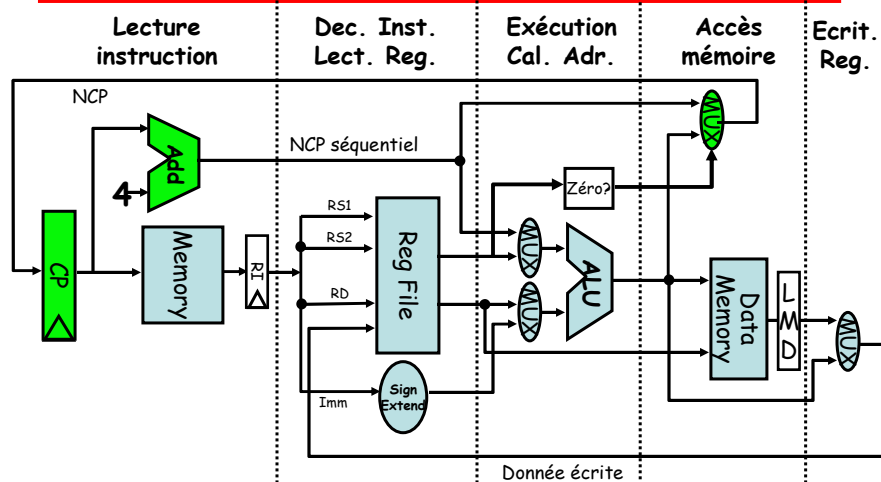 Lecture
instruction
Dec. Inst.
Lect. Reg.
Exécution
Cal. Adr.
Accès
mémoire
Ecrit.
Reg.
NCP
Add
4
NCP séquentiel
MUX
Zéro?
CP
Memory
RI
RS1
RS2
RD
Reg File
MUX
MUX
ALU
Data
Memory
LMD
MUX
Imm
Sign
Extend
Donnée écrite